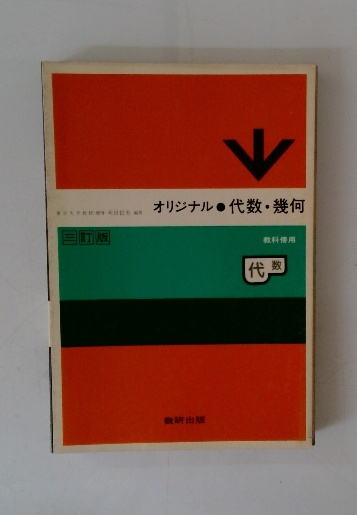 オリジナル●代数・幾何
三訂版
教科傍用
代数
数研出版